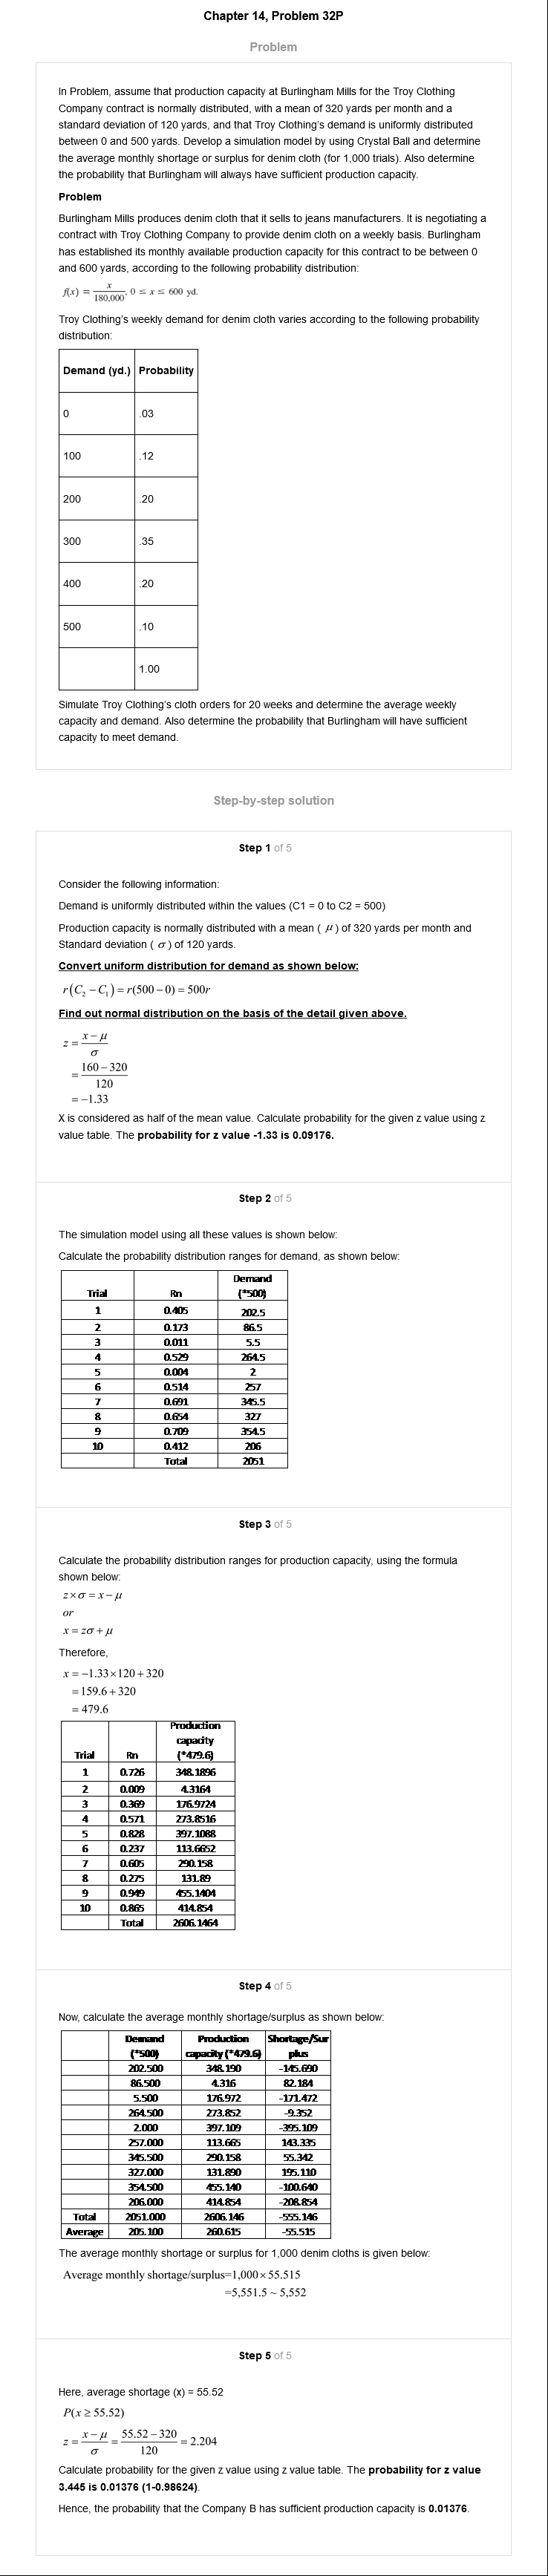 Chapter 14, Problem 32P
Problem
In Problem, assume that production capacity at Burlingham Mills for the Troy Clothing
Company contract is normally distributed, with a mean of 320 yards per month and a
standard deviation of 120 yards, and that Troy Clothing's demand is uniformly distributed
between 0 and 500 yards. Develop a simulation model by using Crystal Ball and determine
the average monthly shortage or surplus for denim cloth (for 1,000 trials). Also determine
the probability that Burlingham will always have sufficient production capacity.
Problem
Burlingham Mills produces denim cloth that it sells to jeans manufacturers. It is negotiating a
contract with Troy Clothing Company to provide denim cloth on a weekly basis. Burlingham
has established its monthly available production capacity for this contract to be between 0
and 600 yards, according to the following probability distribution:
f(x) = x/180,000, 0 ≤ x ≤ 600 yd.
Troy Clothing's weekly demand for denim cloth varies according to the following probability
distribution:
Demand (yd.) Probability
0 .03
100 .12
200 .20
300 .35
400 .20
500 .10
1.00
Simulate Troy Clothing's cloth orders for 20 weeks and determine the average weekly
capacity and demand. Also determine the probability that Burlingham will have sufficient
capacity to meet demand.
Step-by-step solution
Step 1 of 5
Consider the following information:
Demand is uniformly distributed within the values (C1 = 0 to C2 = 500)
Production capacity is normally distributed with a mean ( μ ) of 320 yards per month and
Standard deviation ( σ ) of 120 yards.
Convert uniform distribution for demand as shown below:
r(C₂ − C₁) = r(500 − 0) = 500r
Find out normal distribution on the basis of the detail given above.
z = (x − μ)/σ
= (160 − 320)/120
= −1.33
X is considered as half of the mean value. Calculate probability for the given z value using z
value table. The probability for z value -1.33 is 0.09176.
Step 2 of 5
The simulation model using all these values is shown below:
Calculate the probability distribution ranges for demand, as shown below:
Trial Rn Demand (*500)
1 0.405 202.5
2 0.173 86.5
3 0.011 5.5
4 0.529 264.5
5 0.004 2
6 0.514 257
7 0.691 345.5
8 0.654 327
9 0.709 354.5
10 0.412 206
Total 2051
Step 3 of 5
Calculate the probability distribution ranges for production capacity, using the formula
shown below:
z×σ = x − μ
or
x = zσ + μ
Therefore,
x = −1.33×120 + 320
= 159.6 + 320
= 479.6
Trial Rn Production capacity (*479.6)
1 0.726 348.1896
2 0.009 4.3164
3 0.369 176.9724
4 0.571 273.8516
5 0.828 397.1088
6 0.237 113.6652
7 0.605 290.158
8 0.275 131.89
9 0.949 455.1404
10 0.865 414.854
Total 2606.1464
Step 4 of 5
Now, calculate the average monthly shortage/surplus as shown below:
Demand (*500) Production capacity (*479.6) Shortage/Surplus
202.500 348.190 -145.690
86.500 4.316 82.184
5.500 176.972 -171.472
264.500 273.852 -9.352
2.000 397.109 -395.109
257.000 113.665 143.335
345.500 290.158 55.342
327.000 131.890 195.110
354.500 455.140 -100.640
206.000 414.854 -208.854
Total 2051.000 2606.146 -555.146
Average 205.100 260.615 -55.515
The average monthly shortage or surplus for 1,000 denim cloths is given below:
Average monthly shortage/surplus=1,000×55.515
=5,551.5 ~ 5,552
Step 5 of 5
Here, average shortage (x) = 55.52
P(x ≥ 55.52)
z = (x − μ)/σ = (55.52 − 320)/120 = 2.204
Calculate probability for the given z value using z value table. The probability for z value
3.445 is 0.01376 (1-0.98624).
Hence, the probability that the Company B has sufficient production capacity is 0.01376.